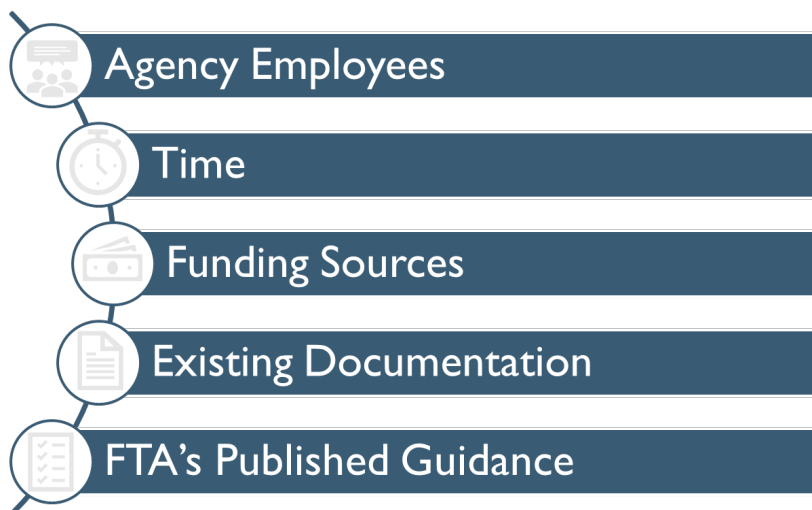 Agency Employees
Time
Funding Sources
Existing Documentation
FTA's Published Guidance